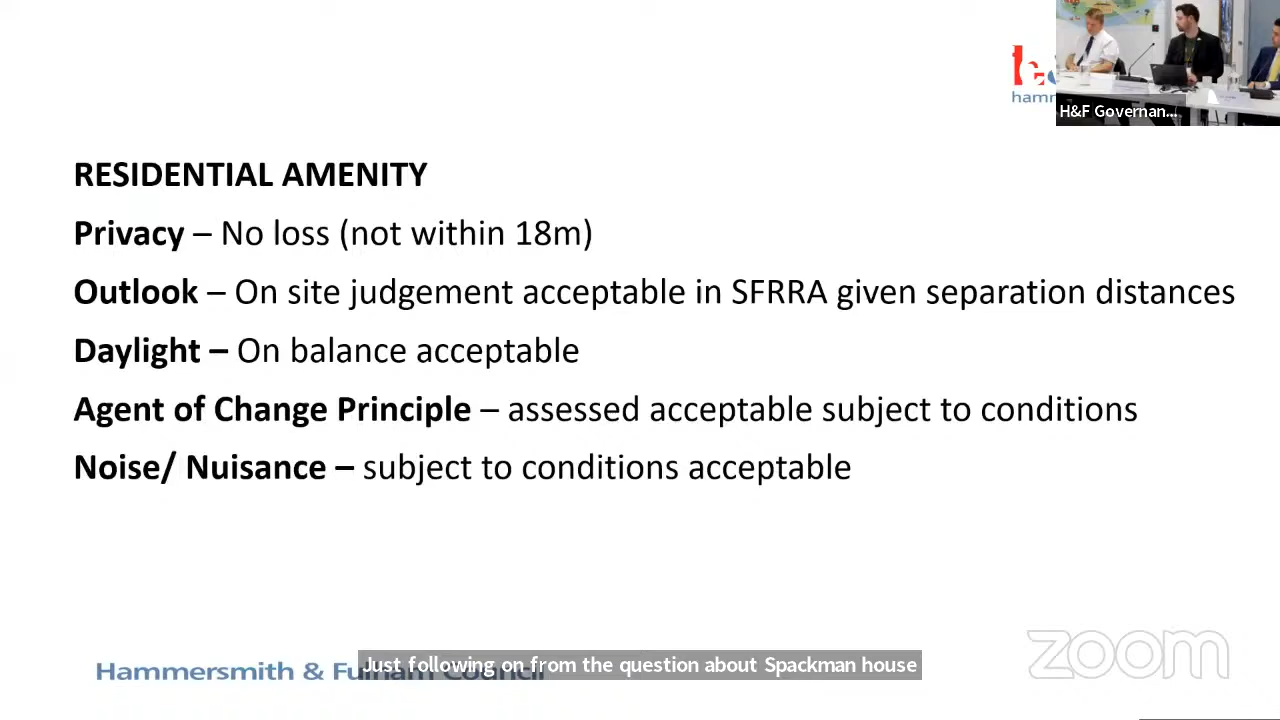 hamm
H&F Governan...
RESIDENTIAL AMENITY
Privacy – No loss (not within 18m)
Outlook – On site judgement acceptable in SFRRA given separation distances
Daylight – On balance acceptable
Agent of Change Principle – assessed acceptable subject to conditions
Noise/ Nuisance – subject to conditions acceptable
Hammersmith & Fulham Council
Just following on from the question about Spackman house
zoom